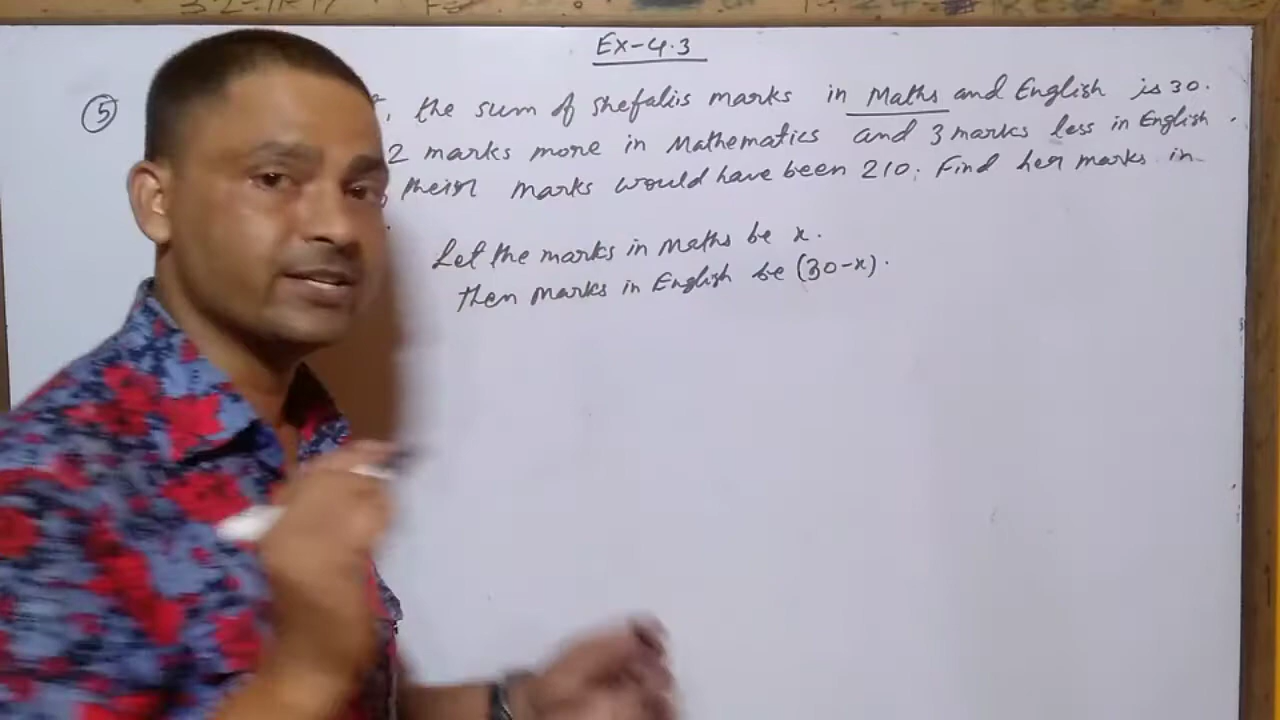 Ex-4.3
⑤ , the sum of Shefalis marks in Maths and English is 30.
2 marks more in Mathematics and 3 marks less in English.
marks would have been 210. Find her marks in
Let the marks in Maths be x.
then marks in English be (30-x).